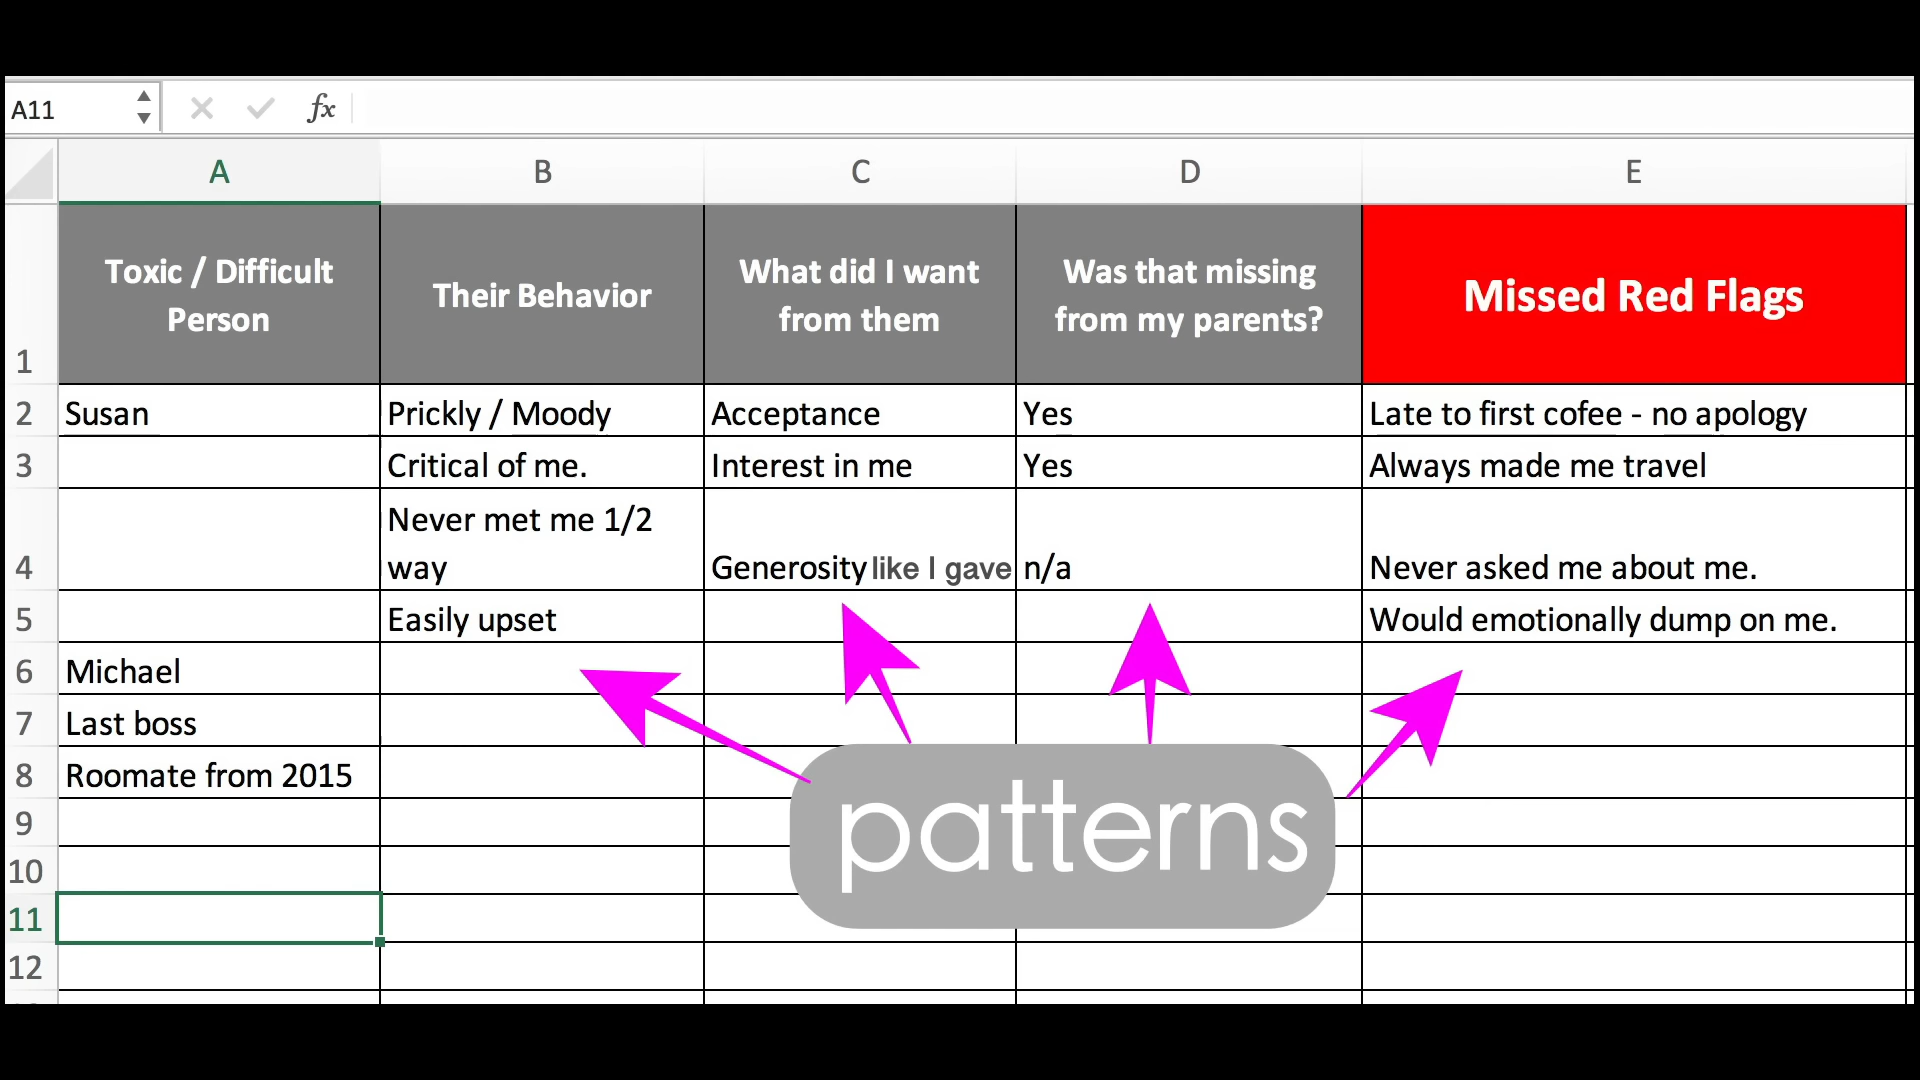 A11
fx
A B C D E
1 Toxic / Difficult Person Their Behavior What did I want from them Was that missing from my parents? Missed Red Flags
2 Susan Prickly / Moody Acceptance Yes Late to first cofee - no apology
3 Critical of me. Interest in me Yes Always made me travel
4 Never met me 1/2 way Generosity like I gave n/a Never asked me about me.
5 Easily upset Would emotionally dump on me.
6 Michael
7 Last boss
8 Roomate from 2015
patterns
9
10
11
12